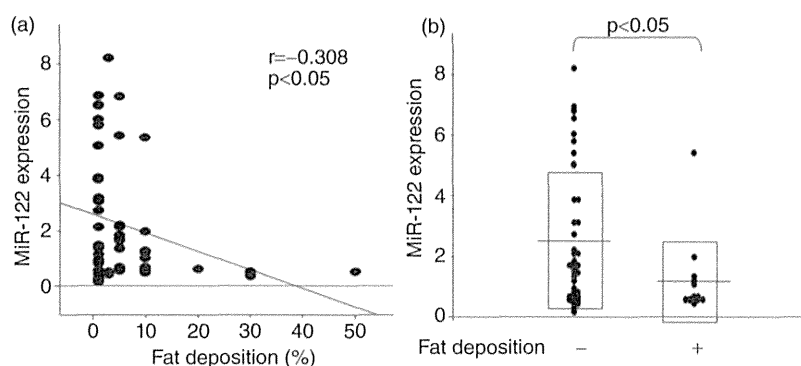 (a)
r=−0.308
p<0.05
MiR-122 expression
8
6
4
2
0
0 10 20 30 40 50
Fat deposition (%)
(b)
p<0.05
MiR-122 expression
8
6
4
2
0
Fat deposition − +